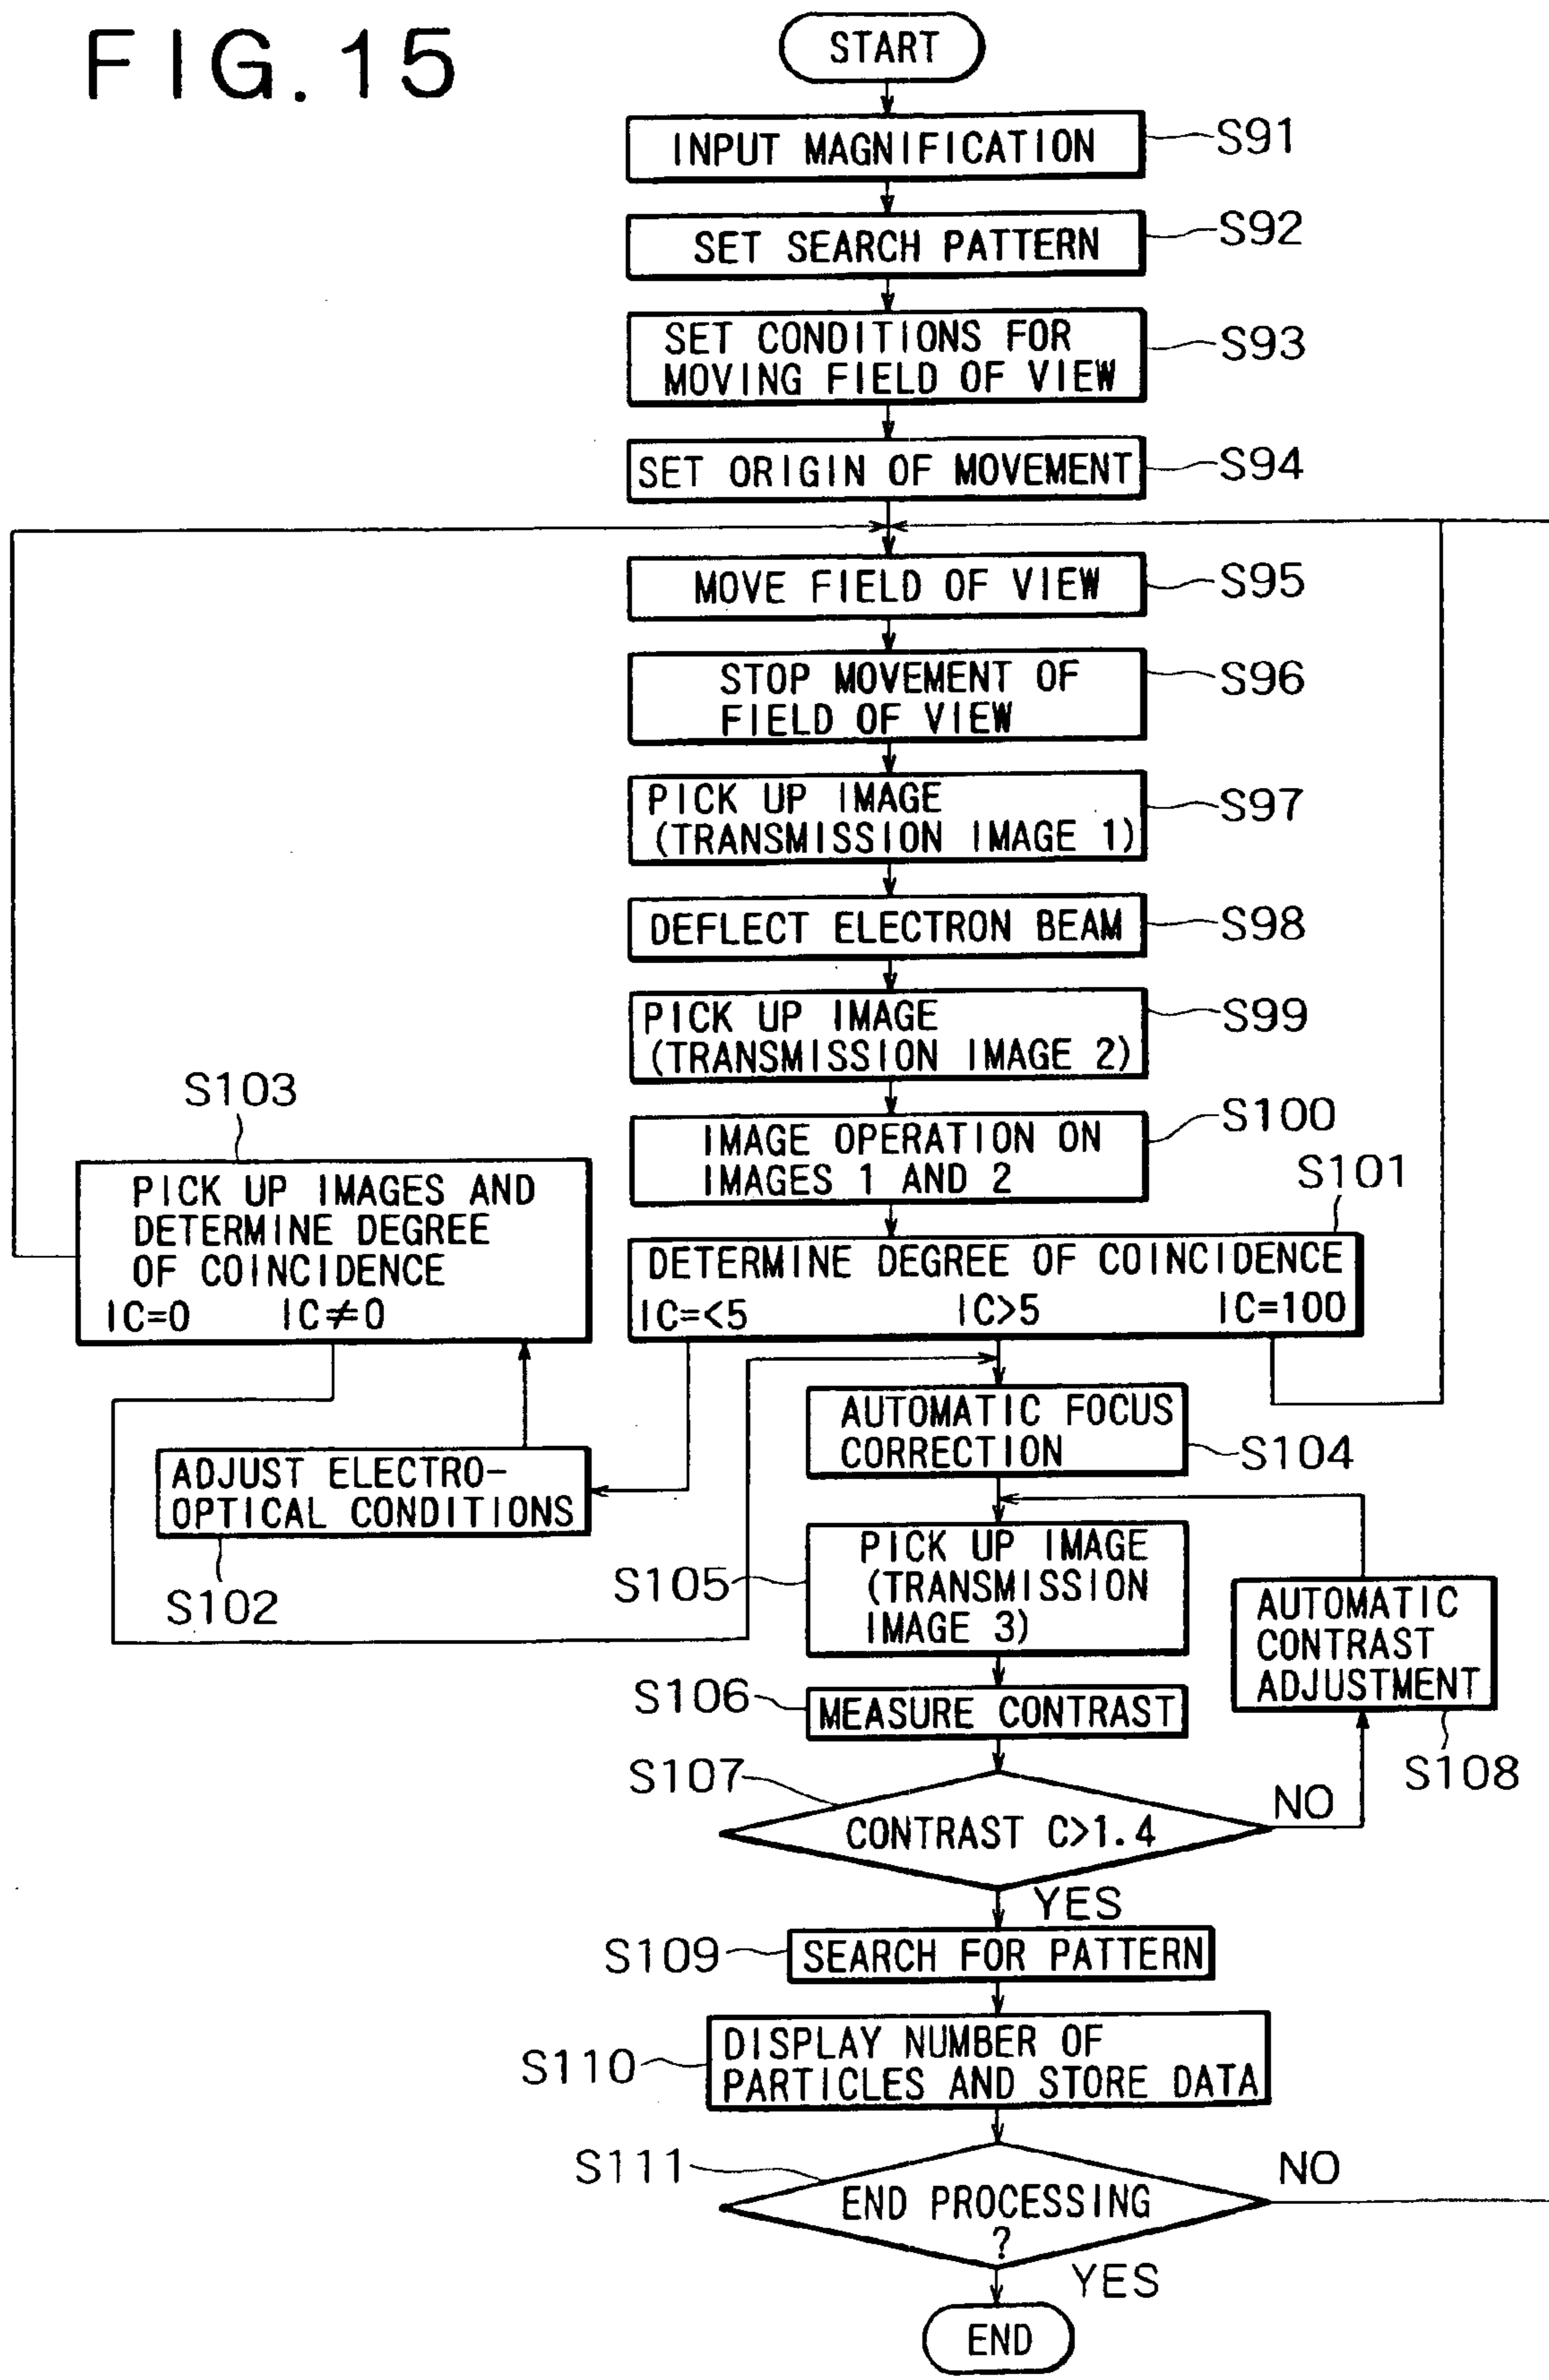 FIG. 15
START
INPUT MAGNIFICATION
S91
SET SEARCH PATTERN
S92
SET CONDITIONS FOR
MOVING FIELD OF VIEW
S93
SET ORIGIN OF MOVEMENT
S94
MOVE FIELD OF VIEW
S95
STOP MOVEMENT OF
FIELD OF VIEW
S96
PICK UP IMAGE
(TRANSMISSION IMAGE 1)
S97
DEFLECT ELECTRON BEAM
S98
PICK UP IMAGE
(TRANSMISSION IMAGE 2)
S99
IMAGE OPERATION ON
IMAGES 1 AND 2
S100
S101
DETERMINE DEGREE OF COINCIDENCE
IC=<5 IC>5 IC=100
S103
PICK UP IMAGES AND
DETERMINE DEGREE
OF COINCIDENCE
IC=0 IC≠0
ADJUST ELECTRO-
OPTICAL CONDITIONS
S102
AUTOMATIC FOCUS
CORRECTION
S104
PICK UP IMAGE
(TRANSMISSION
IMAGE 3)
S105
AUTOMATIC
CONTRAST
ADJUSTMENT
S108
S106
MEASURE CONTRAST
S107
CONTRAST C>1.4
NO
YES
S109
SEARCH FOR PATTERN
S110
DISPLAY NUMBER OF
PARTICLES AND STORE DATA
S111
END PROCESSING
?
NO
YES
END